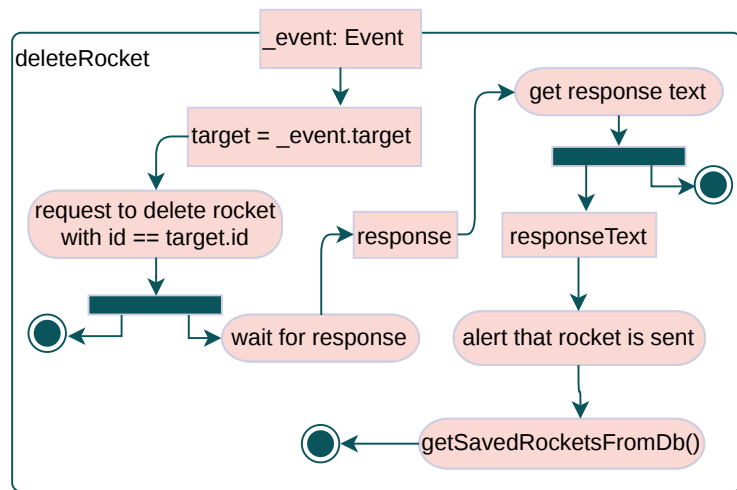 _event: Event
deleteRocket
target = _event.target
request to delete rocket
with id == target.id
wait for response
response
get response text
responseText
alert that rocket is sent
getSavedRocketsFromDb()